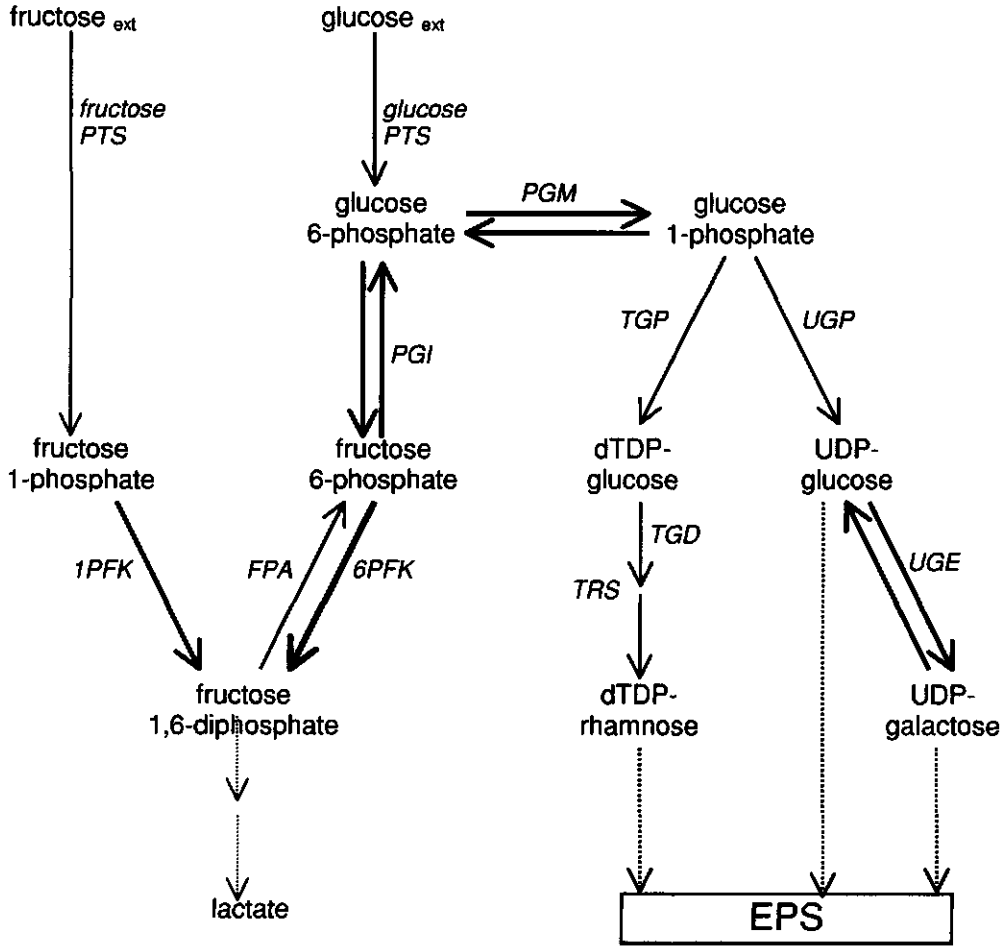 fructose ext
glucose ext
fructose
PTS
glucose
PTS
glucose
6-phosphate
PGM
glucose
1-phosphate
TGP
UGP
PGI
fructose
1-phosphate
fructose
6-phosphate
dTDP-
glucose
UDP-
glucose
1PFK
FPA
6PFK
TGD
TRS
UGE
fructose
1,6-diphosphate
dTDP-
rhamnose
UDP-
galactose
lactate
EPS